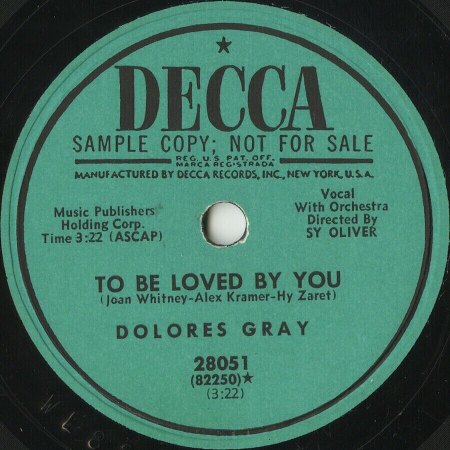 DECCA
SAMPLE COPY; NOT FOR SALE
REG. U.S. PAT. OFF.
MARCA REGISTRADA
MANUFACTURED BY DECCA RECORDS, INC., NEW YORK, U.S.A.
Music Publishers
Holding Corp.
Time 3:22 (ASCAP)
Vocal
With Orchestra
Directed By
SY OLIVER
TO BE LOVED BY YOU
(Joan Whitney-Alex Kramer-Hy Zaret)
DOLORES GRAY
28051
(82250)★
(3:22)